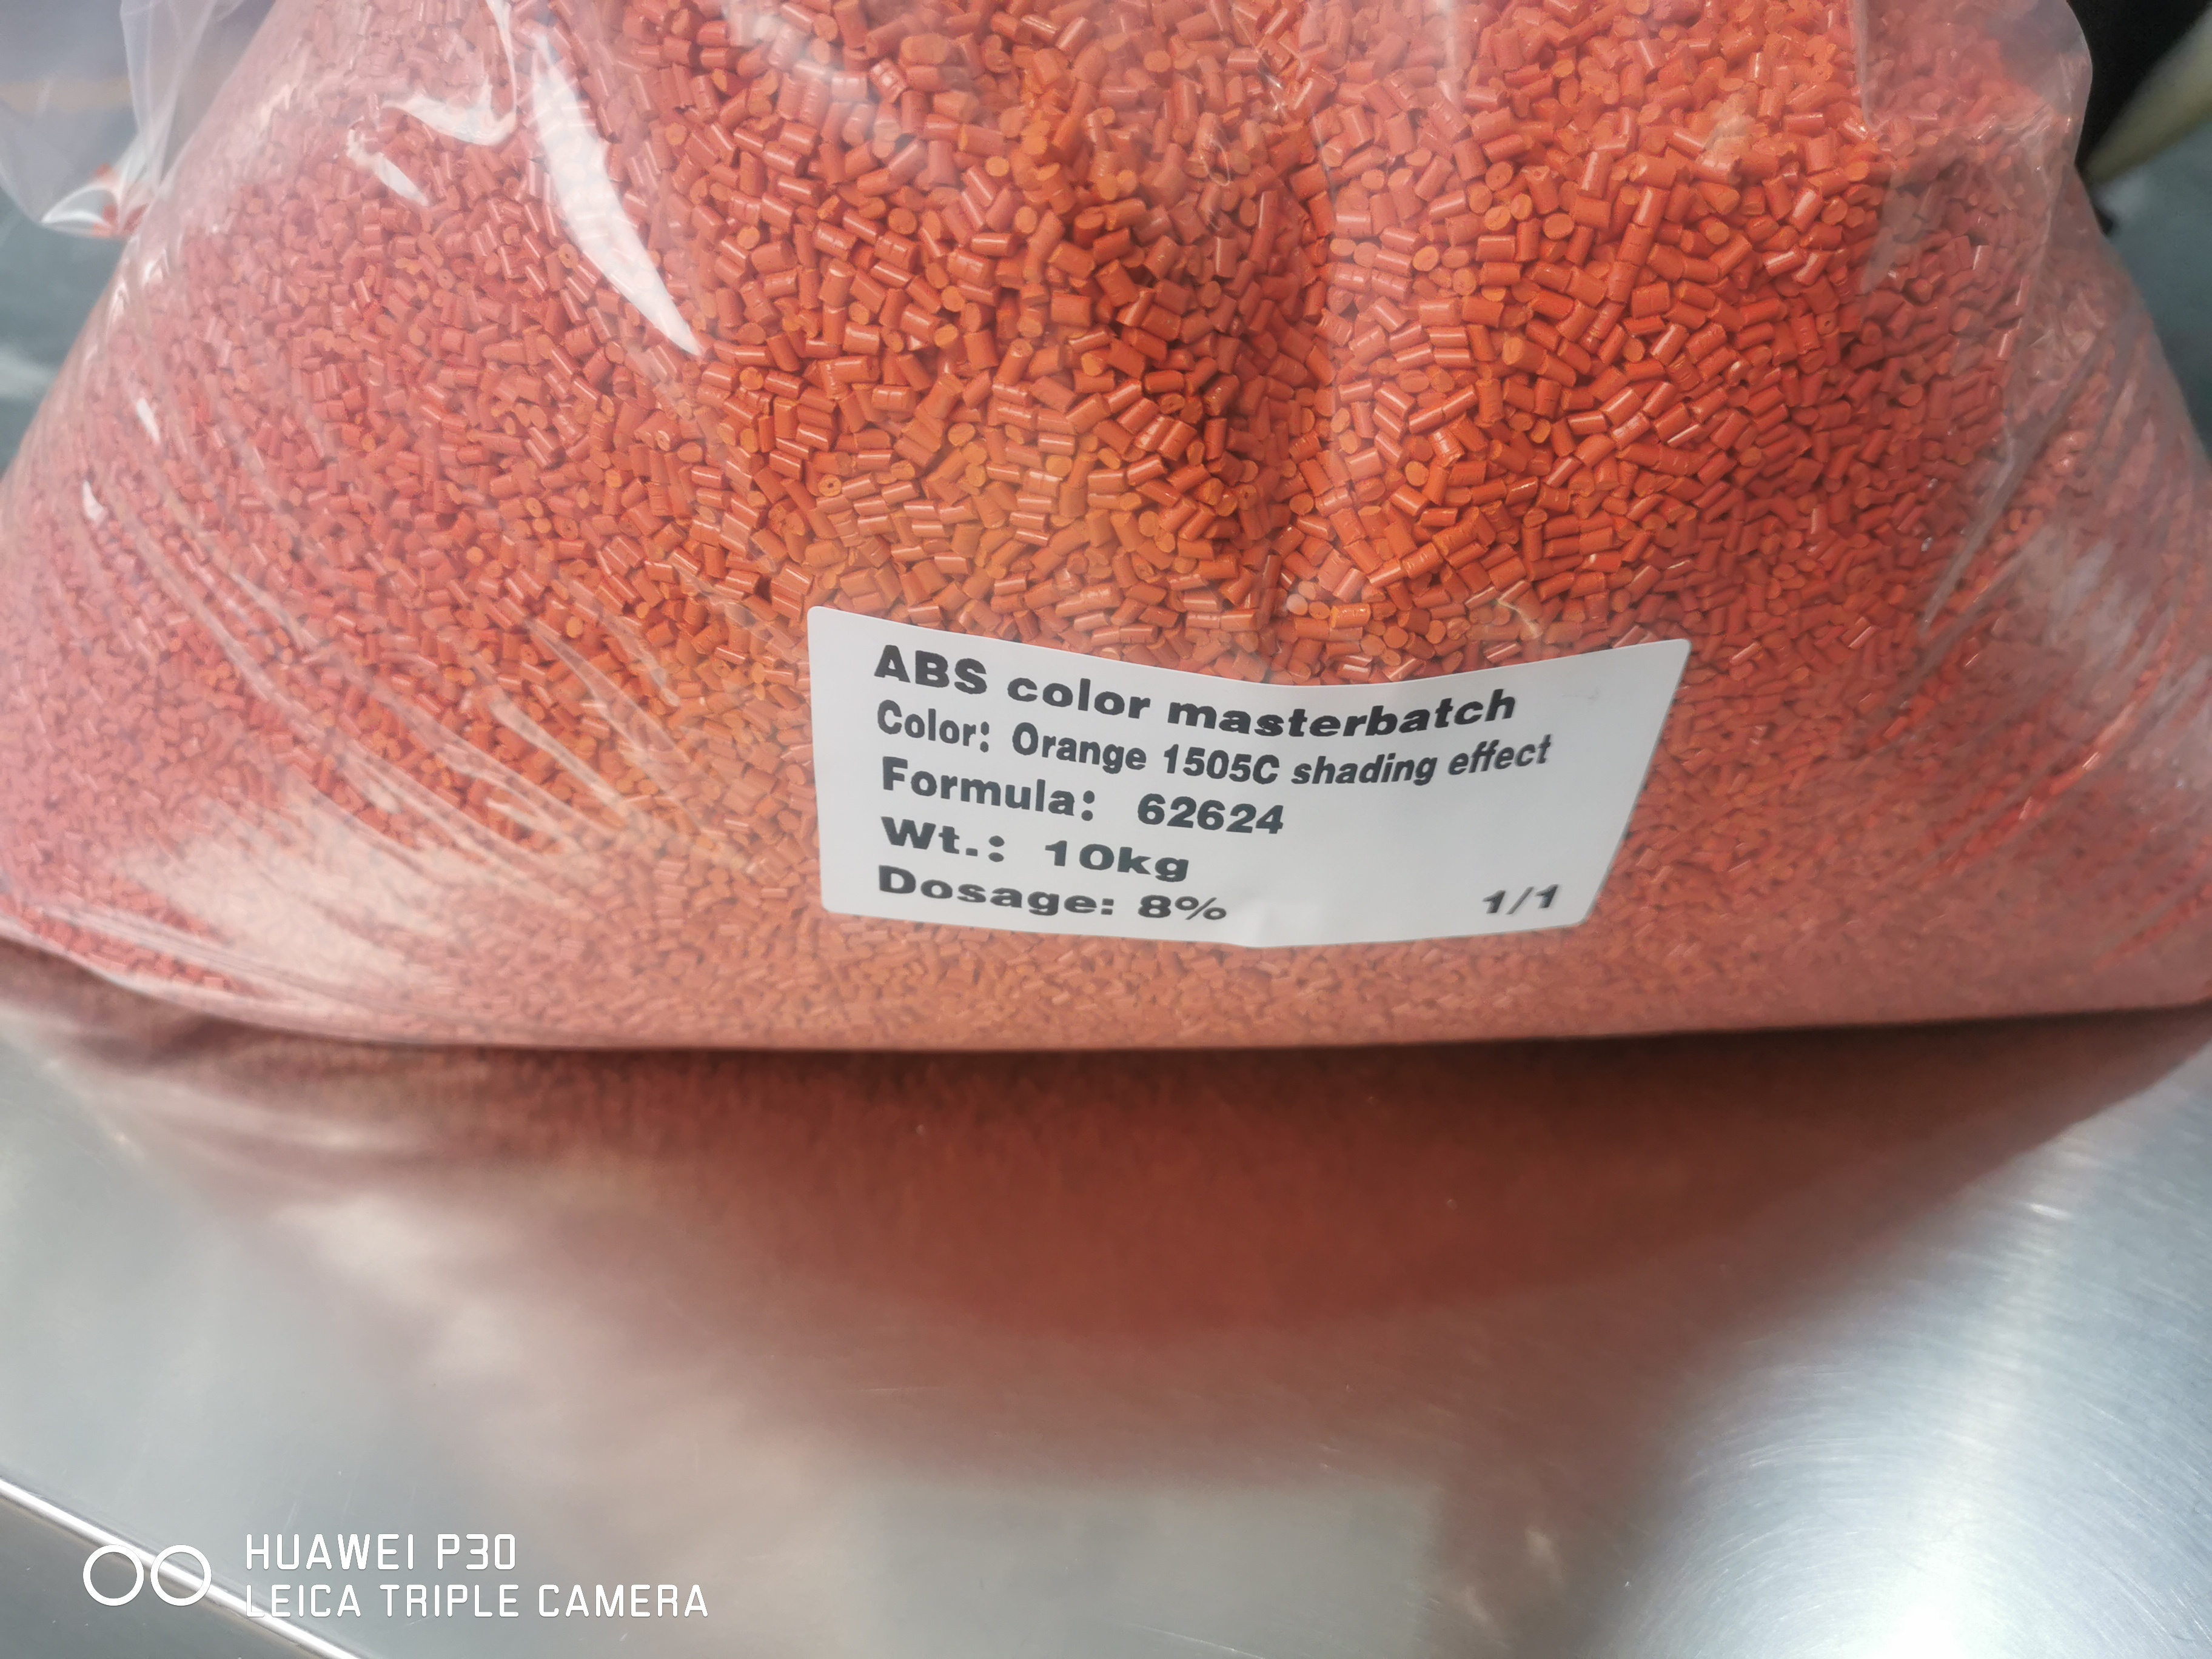 ABS color masterbatch
Color: Orange 1505C shading effect
Formula: 62624
Wt.: 10kg
Dosage: 8% 1/1
HUAWEI P30
LEICA TRIPLE CAMERA